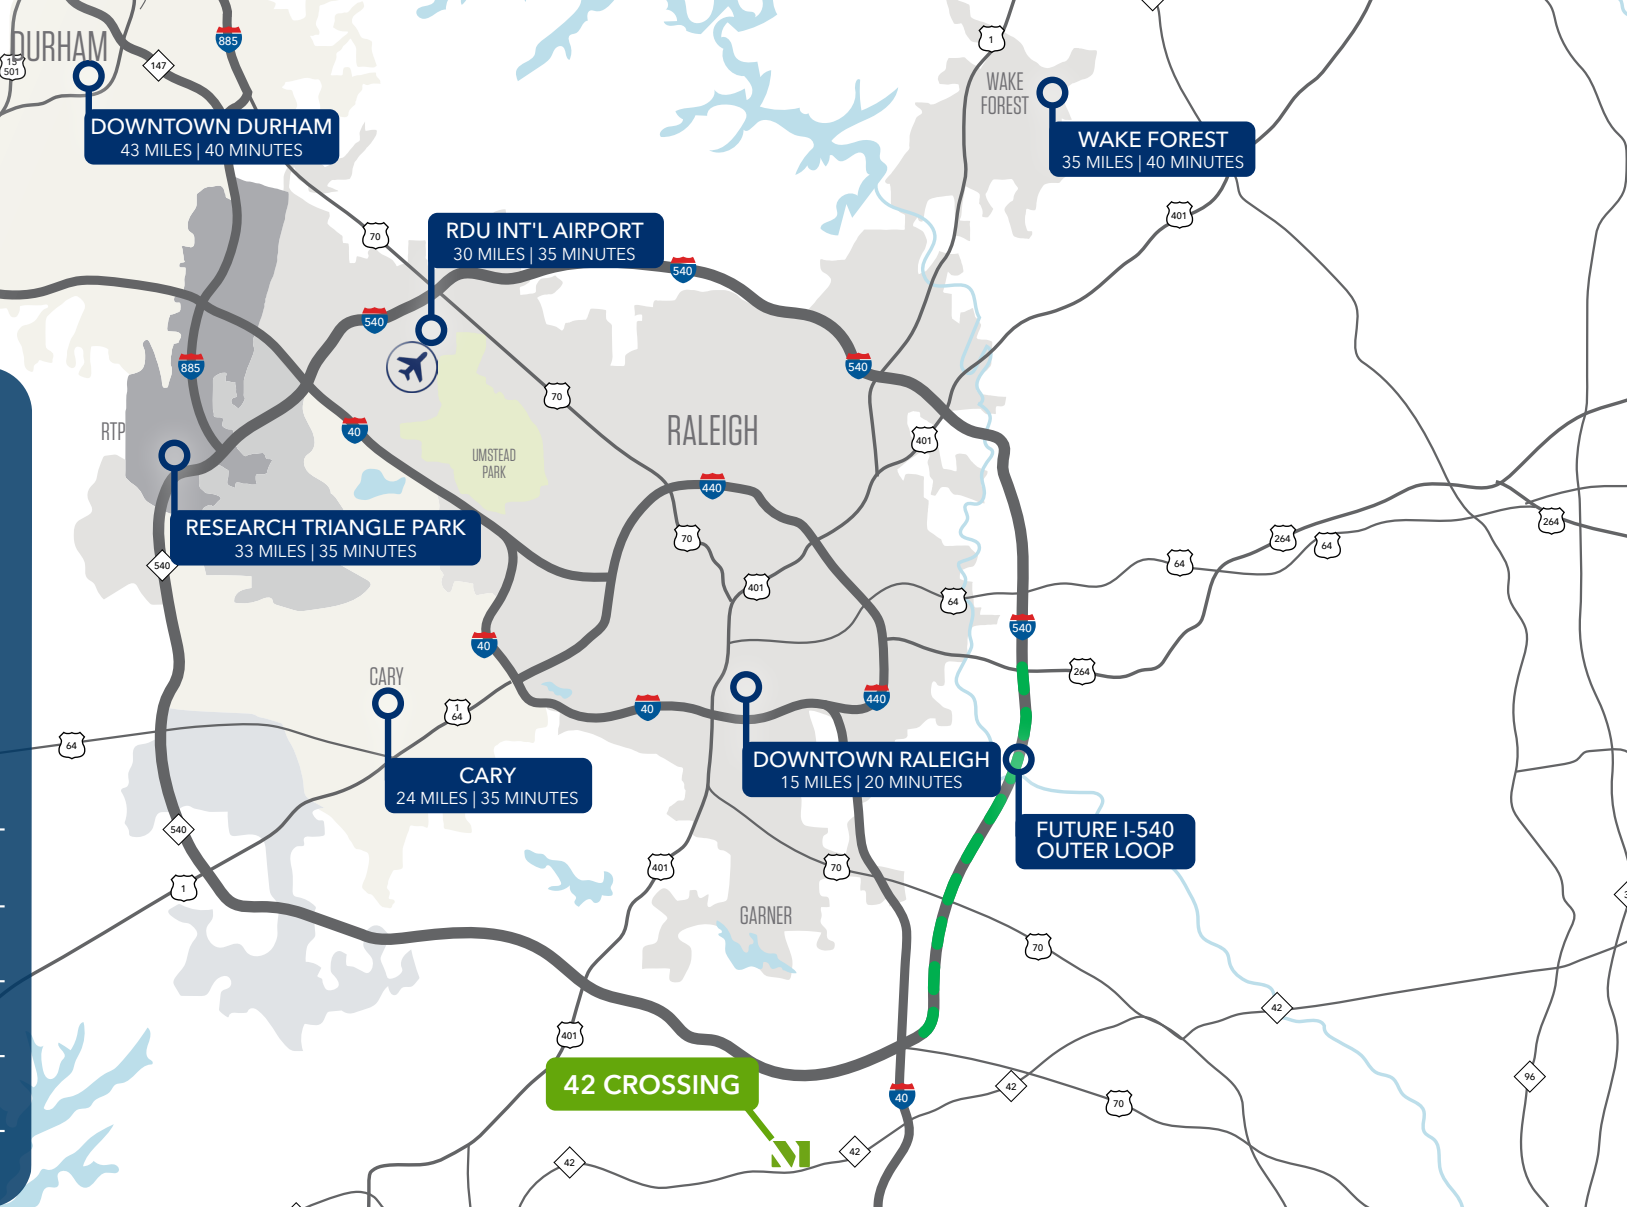 DURHAM
885
15
501
147
DOWNTOWN DURHAM
43 MILES | 40 MINUTES
1
WAKE
FOREST
WAKE FOREST
35 MILES | 40 MINUTES
401
70
RDU INT'L AIRPORT
30 MILES | 35 MINUTES
540
540
885
540
RTP
40
70
RALEIGH
401
UMSTEAD
PARK
440
RESEARCH TRIANGLE PARK
33 MILES | 35 MINUTES
540
70
401
64
264
64
64
264
540
40
264
CARY
1
64
40
440
64
CARY
24 MILES | 35 MINUTES
DOWNTOWN RALEIGH
15 MILES | 20 MINUTES
FUTURE I-540
OUTER LOOP
540
1
401
70
GARNER
70
42
401
42 CROSSING
40
42
70
96
42
42